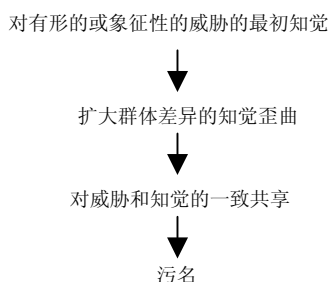 对有形的或象征性的威胁的最初知觉
扩大群体差异的知觉歪曲
对威胁和知觉的一致共享
污名